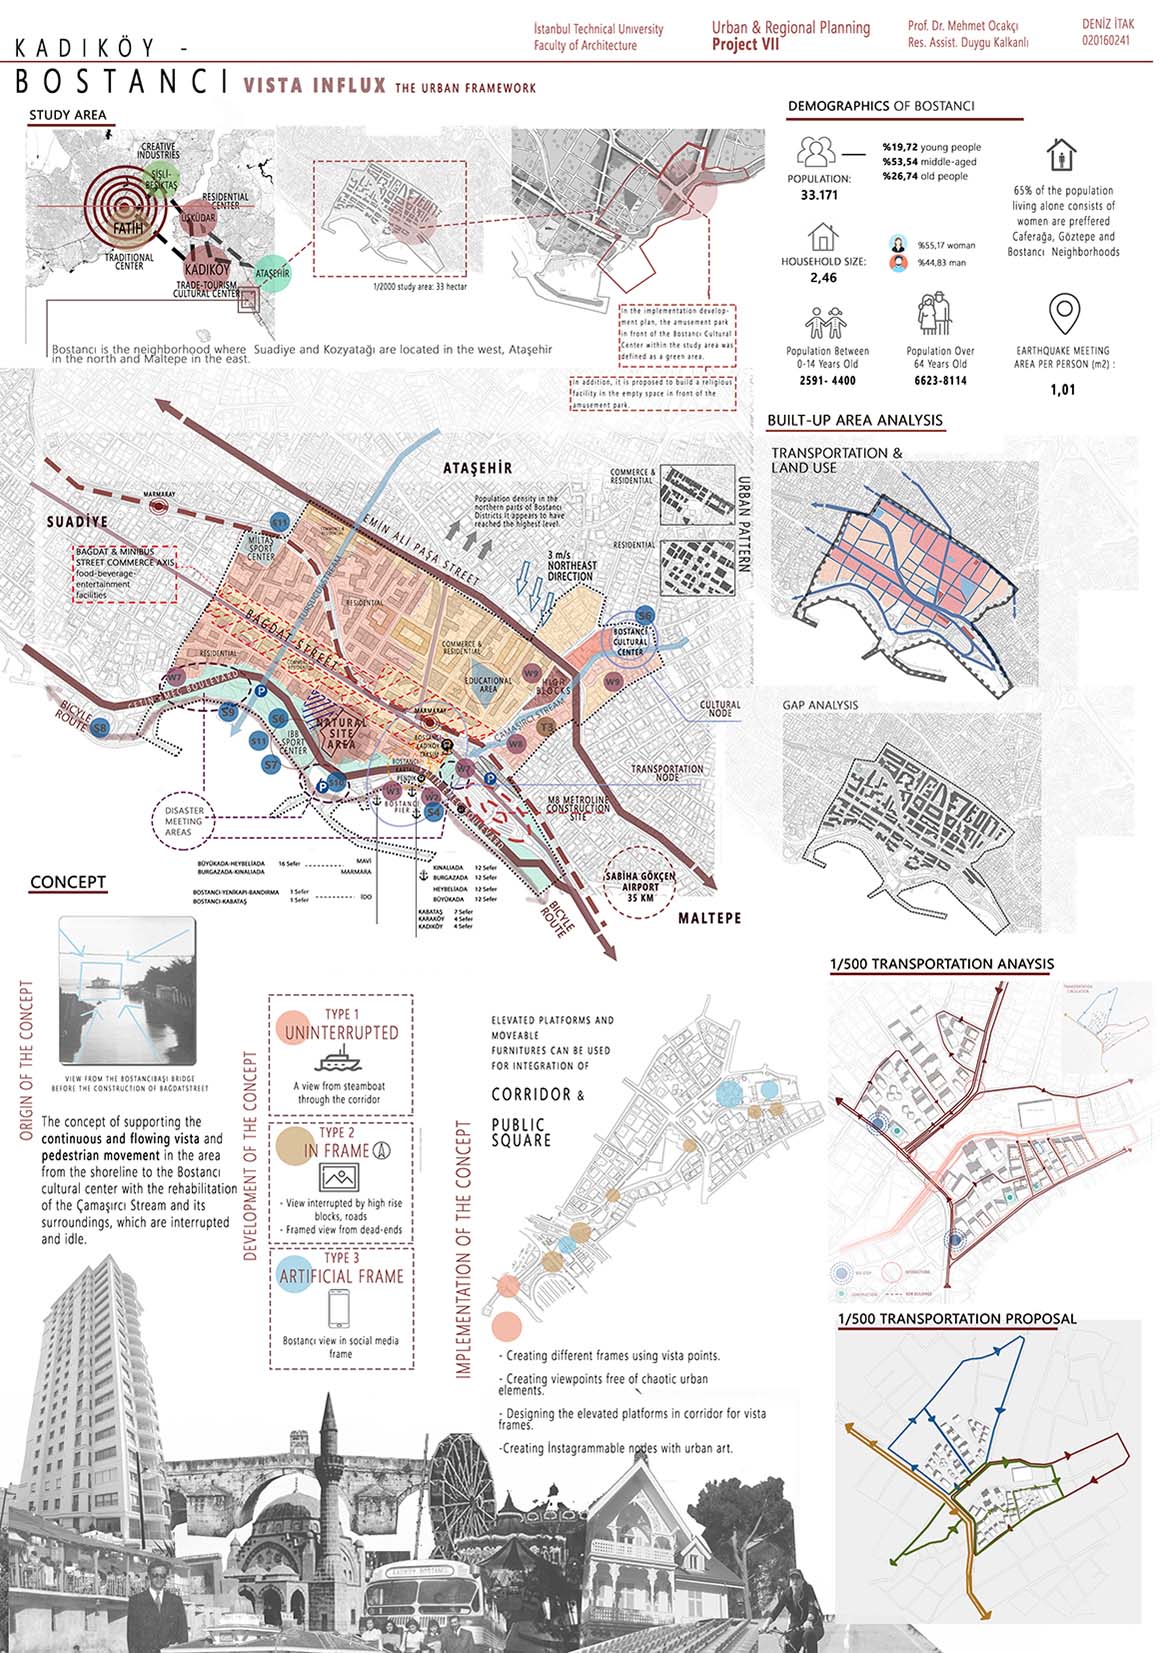 KADIKÖY -
BOSTANCI VISTA INFLUX THE URBAN FRAMEWORK
İstanbul Technical University
Faculty of Architecture
Urban & Regional Planning
Project VII
Prof. Dr. Mehmet Ocakçı
Res. Assist. Duygu Kalkanlı
DENİZ İTAK
020160241
STUDY AREA
CREATIVE
INDUSTRIES
ŞİŞLİ-
BEŞİKTAŞ
RESIDENTIAL
CENTER
ÜSKÜDAR
FATİH
TRADITIONAL
CENTER
KADIKÖY
ATAŞEHİR
TRADE-TOURISM
CULTURAL CENTER
1/2000 study area: 33 hectar
Bostancı is the neighborhood where Suadiye and Kozyatağı are located in the west, Ataşehir
in the north and Maltepe in the east.
In the implementation develop-
ment plan, the amusement park
in front of the Bostancı Cultural
Center within the study area was
defined as a green area.
In addition, it is proposed to build a religious
facility in the empty space in front of the
amusement park.
DEMOGRAPHICS OF BOSTANCI
POPULATION:
33.171
%19,72 young people
%53,54 middle-aged
%26,74 old people
65% of the population
living alone consists of
women are preffered
Caferağa, Göztepe and
Bostancı Neighborhoods
HOUSEHOLD SIZE:
2,46
%55,17 woman
%44,83 man
Population Between
0-14 Years Old
2591- 4400
Population Over
64 Years Old
6623-8114
EARTHQUAKE MEETING
AREA PER PERSON (m2) :
1,01
BUILT-UP AREA ANALYSIS
TRANSPORTATION &
LAND USE
GAP ANALYSIS
ATAŞEHİR
Population density in the
northern parts of Bostancı
Districts. It appears to have
reached the highest level.
COMMERCE &
RESIDENTIAL
RESIDENTIAL
URBAN PATTERN
MARMARAY
SUADİYE
S11
MİLTAŞ
SPORT
CENTER
EMİN ALİ PAŞA STREET
3 m/s
NORTHEAST
DIRECTION
BAGDAT & MINIBUS
STREET COMMERCE AXIS
food-beverage-
entertainment
facilities
RESIDENTIAL
BAGDAT STREET
RESIDENTIAL
COMMERCE &
RESIDENTIAL
EDUCATIONAL
AREA
S6
BOSTANCI
CULTURAL
CENTER
W9
HIGH
BLOCKS
W9
W7
ÇETİN EMEÇ BOULEVARD
P
BICYLE
ROUTE
S8
S9
S6
S11
IBB
SPORT
CENTER
S7
NATURAL
SITE
AREA
MARMARAY
ÇAMAŞIRCI STREAM
T3
W8
CULTURAL
NODE
TRANSPORTATION
NODE
W7
P
M8 METROLINE
CONSTRUCTION
SITE
P
S10
W3
W2
S4
BOSTANCI
PIER
DISASTER
MEETING
AREAS
SABİHA GÖKÇEN
AIRPORT
35 KM
MALTEPE
BICYLE
ROUTE
BÜYÜKADA-HEYBELİADA 16 Sefer MAVİ
BURGAZADA-KINALIADA MARMARA
BOSTANCI-YENİKAPI-BANDIRMA 1 Sefer
BOSTANCI-KABATAŞ 1 Sefer İDO
KINALIADA 12 Sefer
BURGAZADA 12 Sefer
HEYBELİADA 12 Sefer
BÜYÜKADA 12 Sefer
KABATAŞ 7 Sefer
KARAKÖY 4 Sefer
KADIKÖY 4 Sefer
CONCEPT
ORIGIN OF THE CONCEPT
VIEW FROM THE BOSTANCIBAŞI BRIDGE
BEFORE THE CONSTRUCTION OF BAGDATSTREET
The concept of supporting the
continuous and flowing vista and
pedestrian movement in the area
from the shoreline to the Bostancı
cultural center with the rehabilitation
of the Çamaşırcı Stream and its
surroundings, which are interrupted
and idle.
DEVELOPMENT OF THE CONCEPT
TYPE 1
UNINTERRUPTED
A view from steamboat
through the corridor
TYPE 2
IN FRAME
- View interrupted by high rise
blocks, roads
- Framed view from dead-ends
TYPE 3
ARTIFICIAL FRAME
Bostancı view in social media
frame
IMPLEMENTATION OF THE CONCEPT
ELEVATED PLATFORMS AND
MOVEABLE
FURNITURES CAN BE USED
FOR INTEGRATION OF
CORRIDOR &
PUBLIC
SQUARE
- Creating different frames using vista points.
- Creating viewpoints free of chaotic urban
elements.
- Designing the elevated platforms in corridor for vista
frames.
-Creating İnstagrammable nodes with urban art.
1/500 TRANSPORTATION ANAYSIS
1/500 TRANSPORTATION PROPOSAL
KADIKÖY BOSTANCI